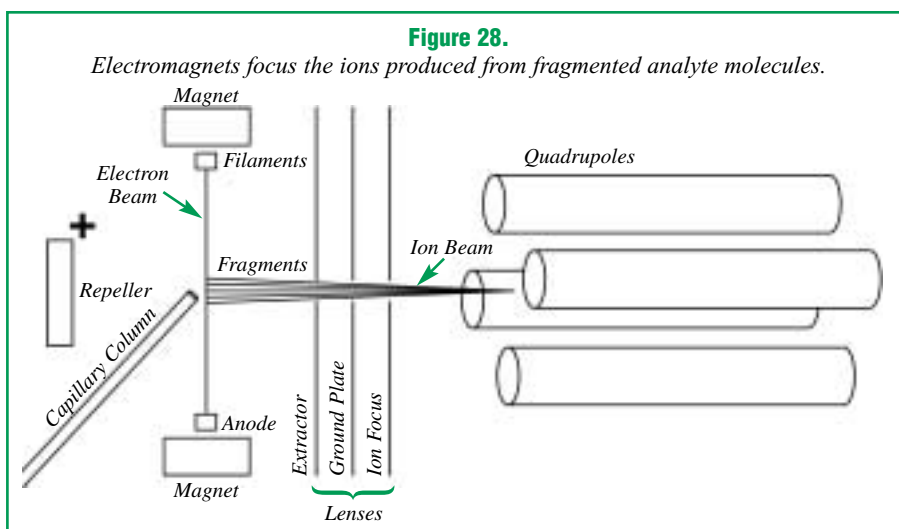 Figure 28.
Electromagnets focus the ions produced from fragmented analyte molecules.
Magnet
Filaments
Electron
Beam
Quadrupoles
+
Repeller
Fragments
Ion Beam
Capillary Column
Anode
Magnet
Extractor
Ground Plate
Ion Focus
Lenses